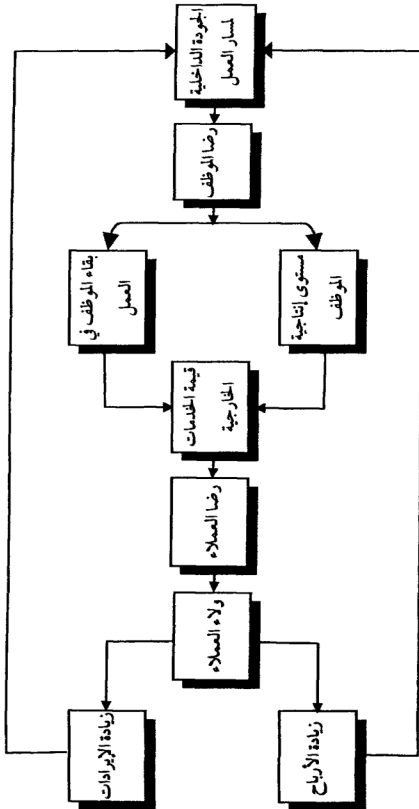 الجودة الداخلية
لمسار العمل
رضا الموظف
بقاء الموظف في
العمل
مستوى إنتاجية
الموظف
قيمة الخدمات
الخارجية
رضا العملاء
ولاء العملاء
زيادة الإيرادات
زيادة الأرباح